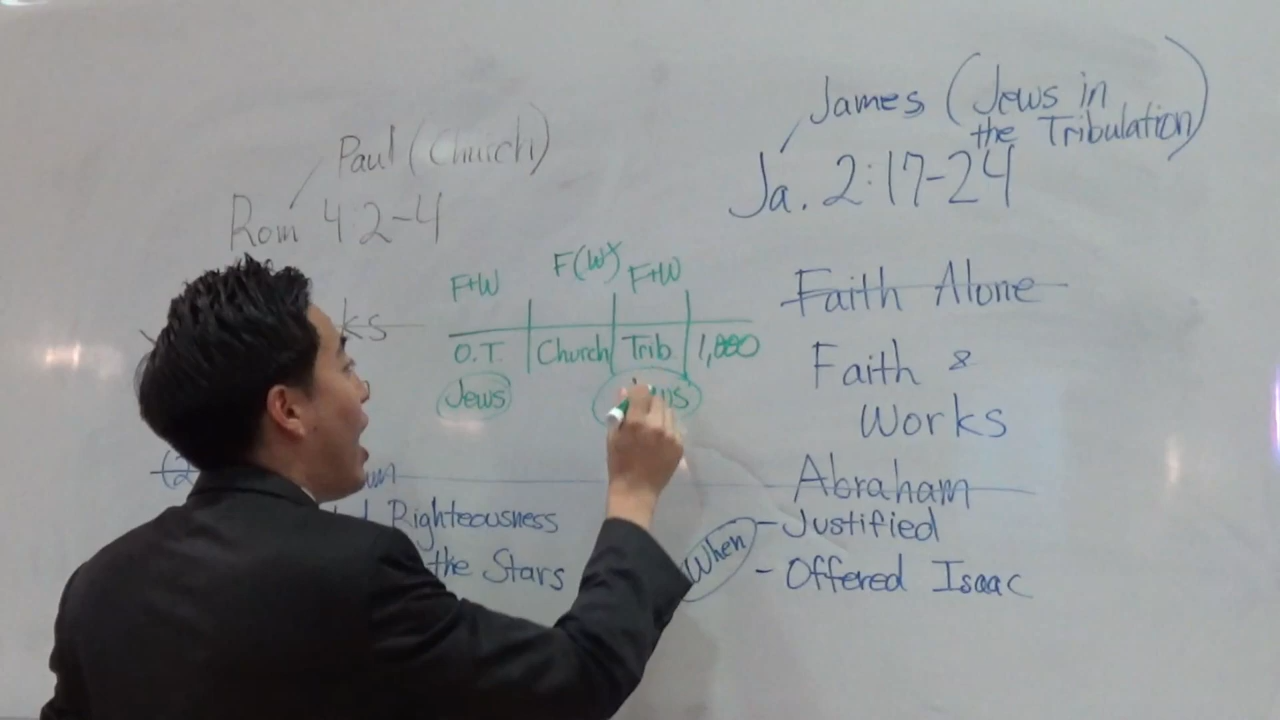 Paul (Church)
Rom 4:2-4
James (Jews in
the Tribulation)
Ja. 2:17-24
F+W F(W) F+W
O.T. Church Trib 1,000
Jews
Faith Alone
Faith &
Works
Abraham
When - Justified
- Offered Isaac
Righteousness
the Stars